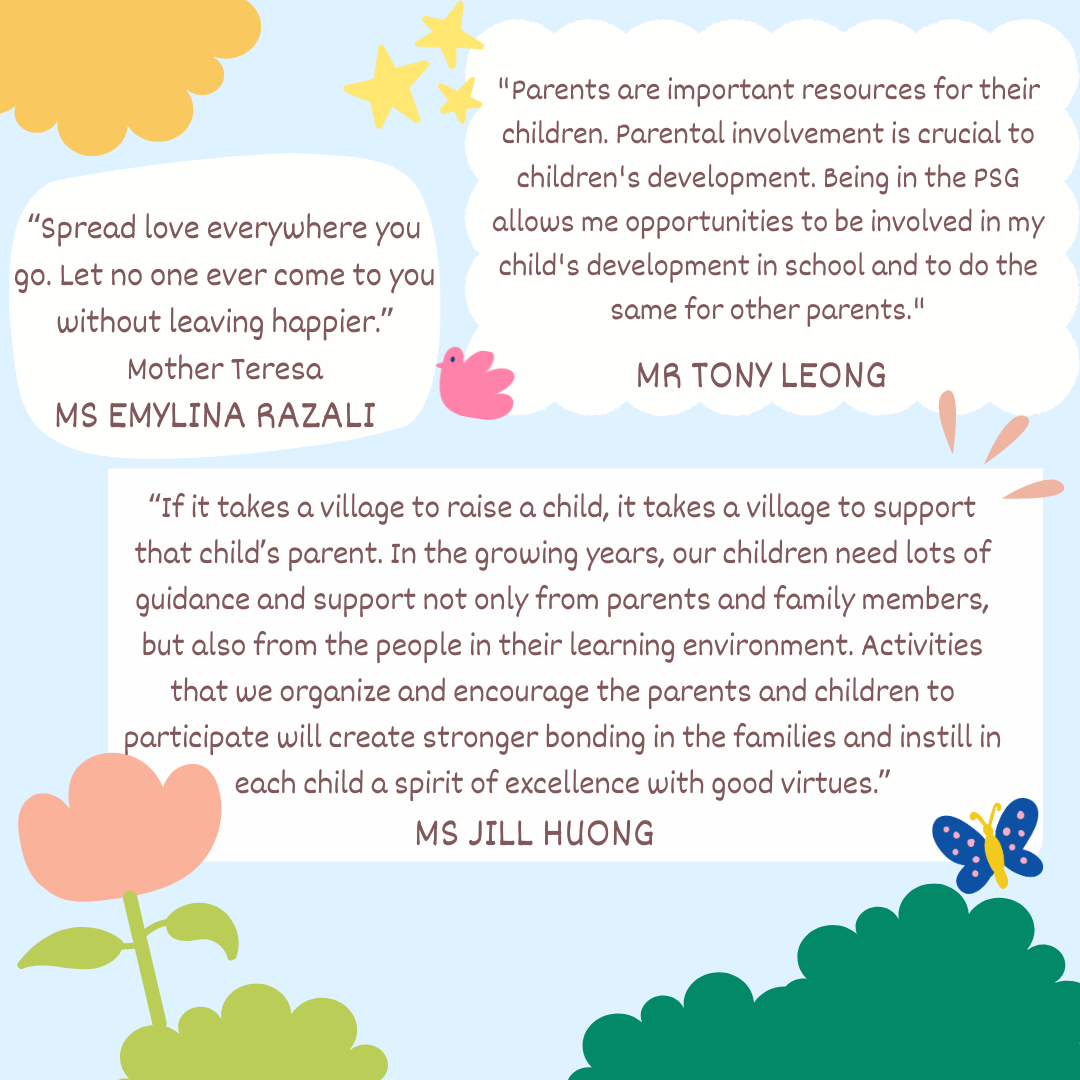 “Spread love everywhere you
go. Let no one ever come to you
without leaving happier.”
Mother Teresa
MS EMYLINA RAZALI
"Parents are important resources for their
children. Parental involvement is crucial to
children's development. Being in the PSG
allows me opportunities to be involved in my
child's development in school and to do the
same for other parents."
MR TONY LEONG
“If it takes a village to raise a child, it takes a village to support
that child’s parent. In the growing years, our children need lots of
guidance and support not only from parents and family members,
but also from the people in their learning environment. Activities
that we organize and encourage the parents and children to
participate will create stronger bonding in the families and instill in
each child a spirit of excellence with good virtues.”
MS JILL HUONG